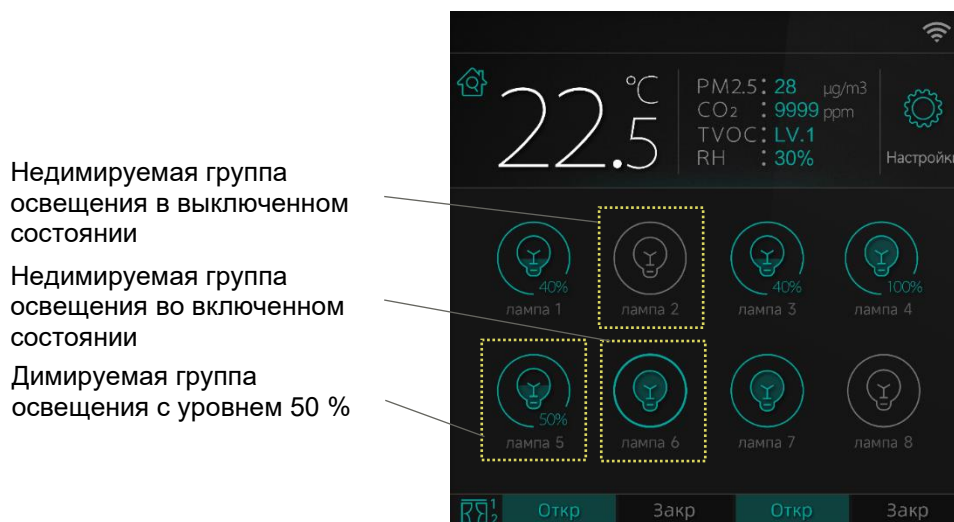 Недимируемая группа
освещения в выключенном
состоянии
Недимируемая группа
освещения во включенном
состоянии
Димируемая группа
освещения с уровнем 50 %
22.5 °C
PM2.5: 28 µg/m3
CO₂ : 9999 ppm
TVOC: LV.1
RH : 30%
Настройки
40% 40% 100%
лампа 1 лампа 2 лампа 3 лампа 4
50%
лампа 5 лампа 6 лампа 7 лампа 8
1
2
Откр Закр Откр Закр